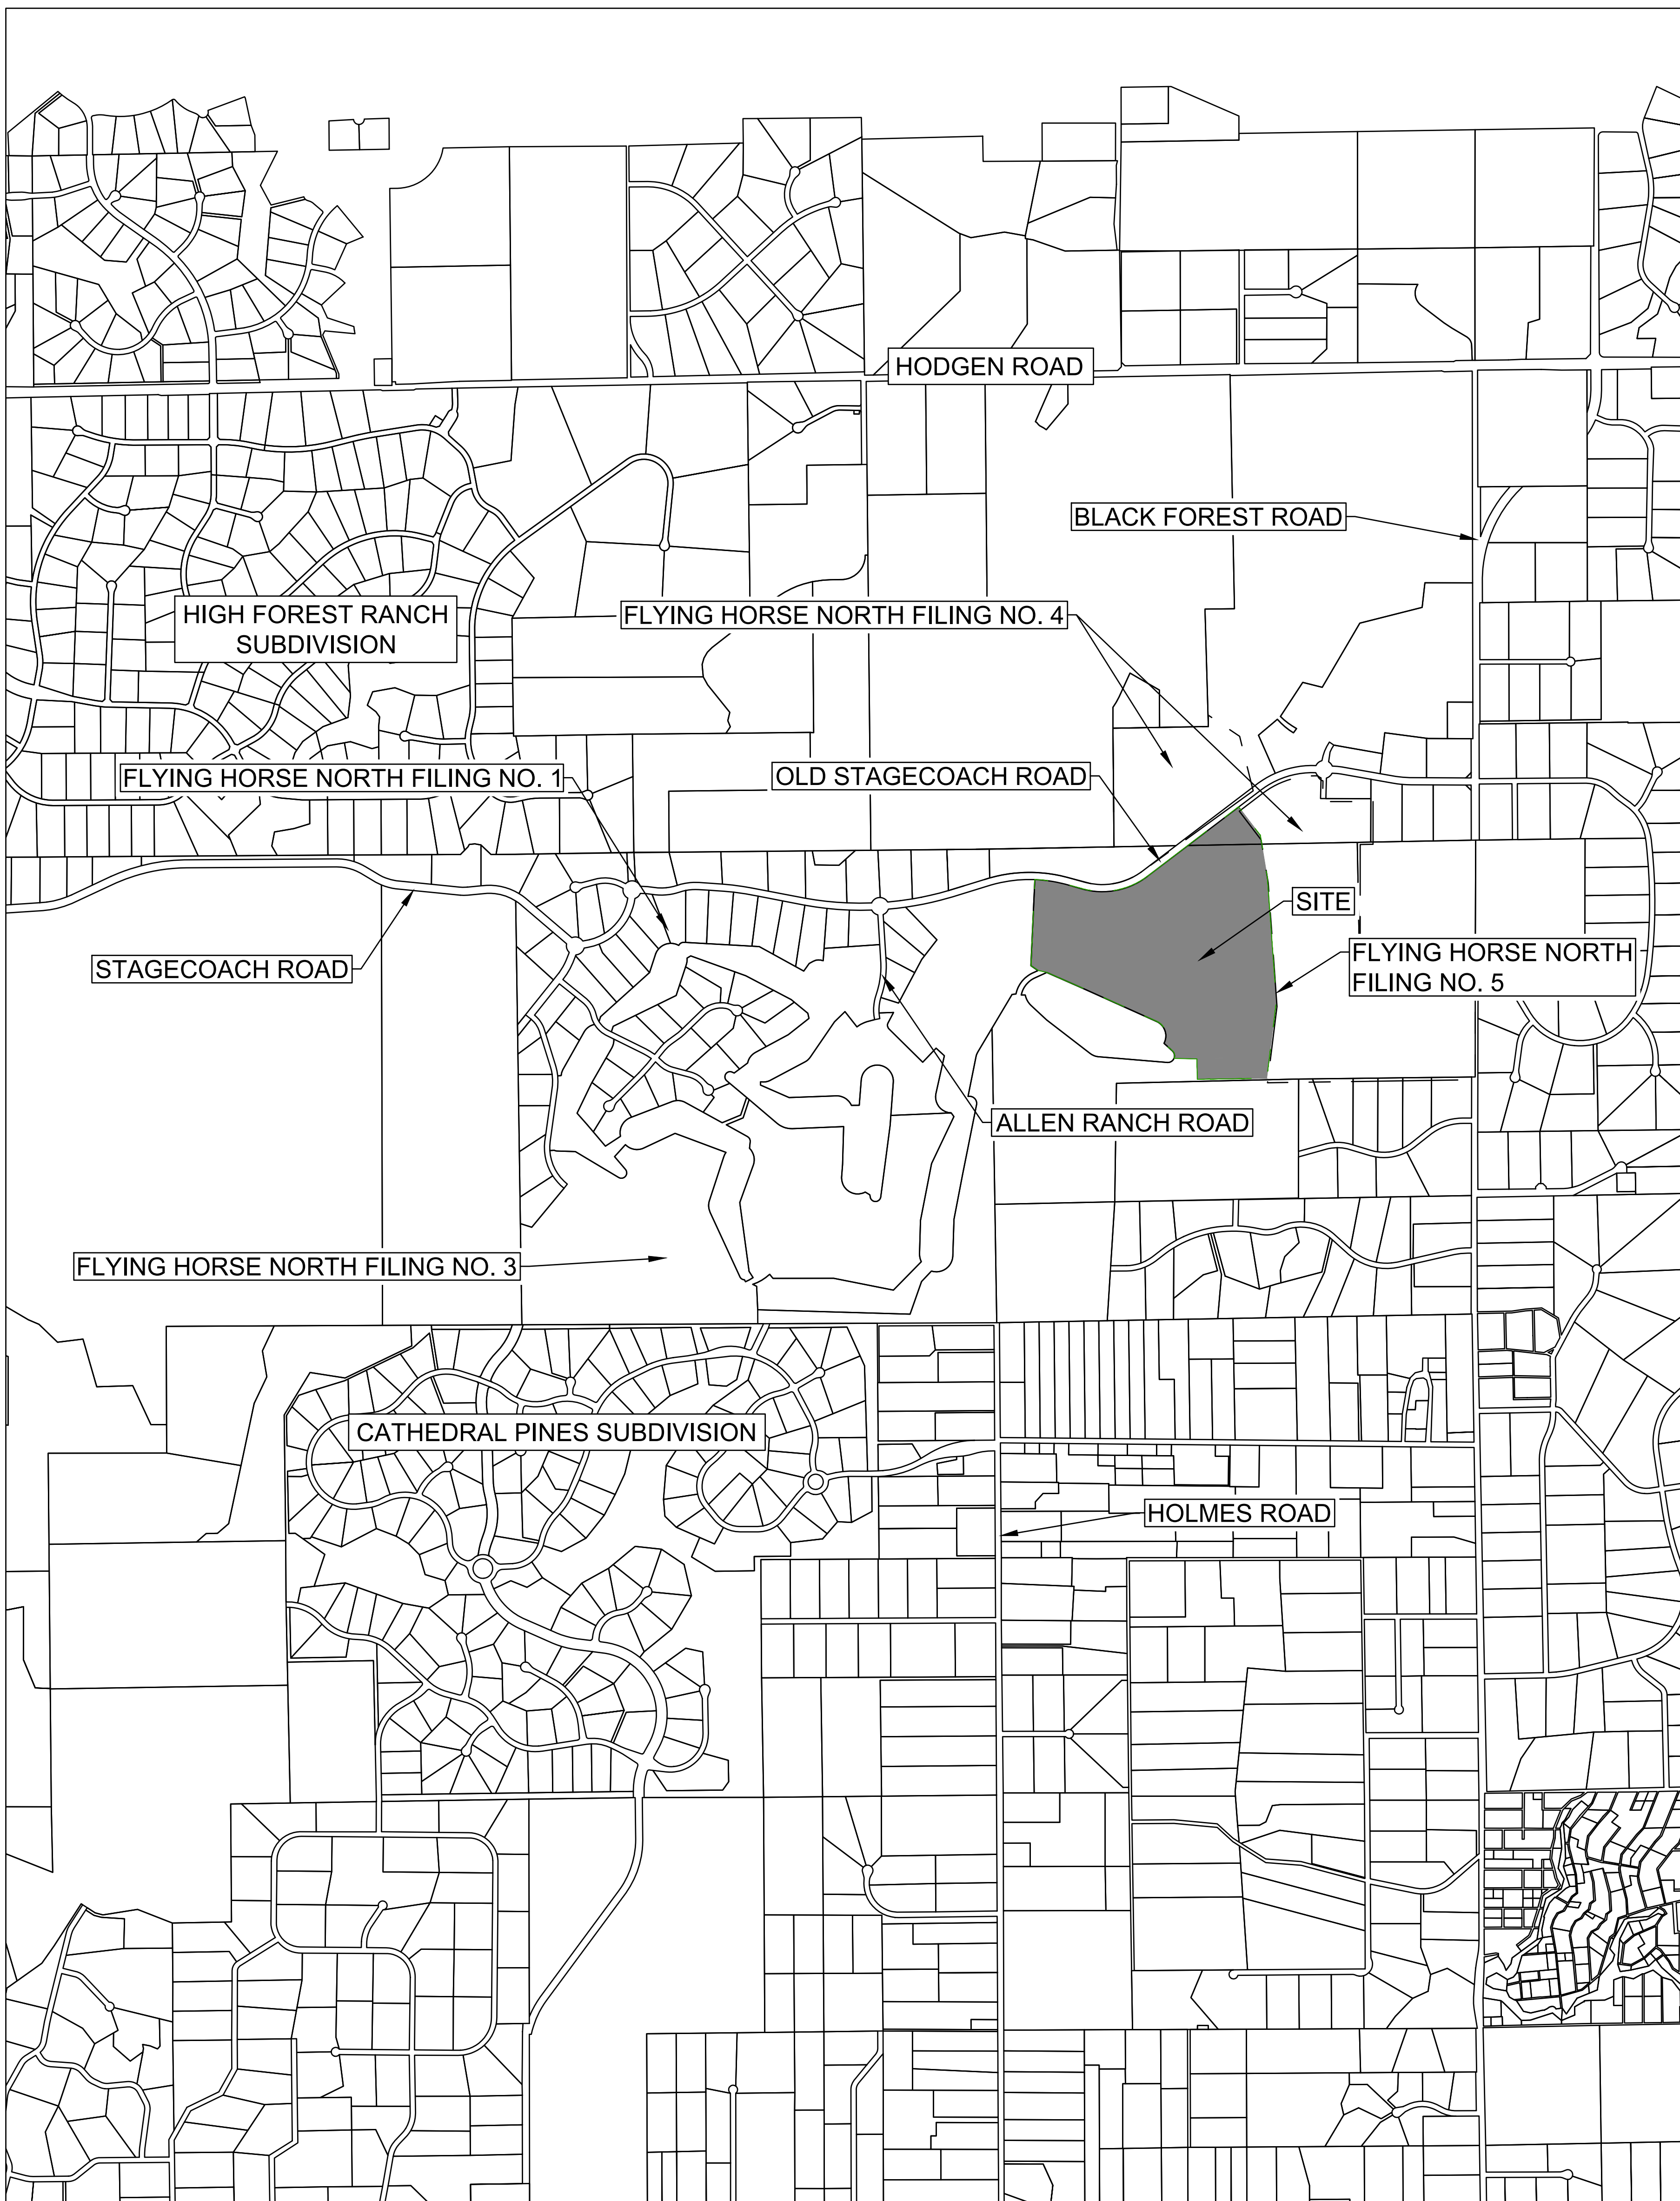 HODGEN ROAD
BLACK FOREST ROAD
HIGH FOREST RANCH
SUBDIVISION
FLYING HORSE NORTH FILING NO. 4
FLYING HORSE NORTH FILING NO. 1
OLD STAGECOACH ROAD
SITE
STAGECOACH ROAD
FLYING HORSE NORTH
FILING NO. 5
ALLEN RANCH ROAD
FLYING HORSE NORTH FILING NO. 3
CATHEDRAL PINES SUBDIVISION
HOLMES ROAD